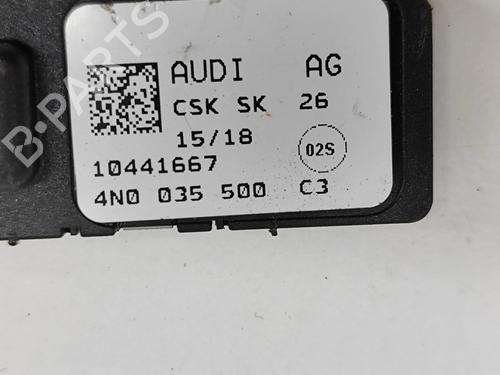 AUDI AG
CSK SK 26
15/18
02S
10441667
4N0 035 500 C3
B-PARTS